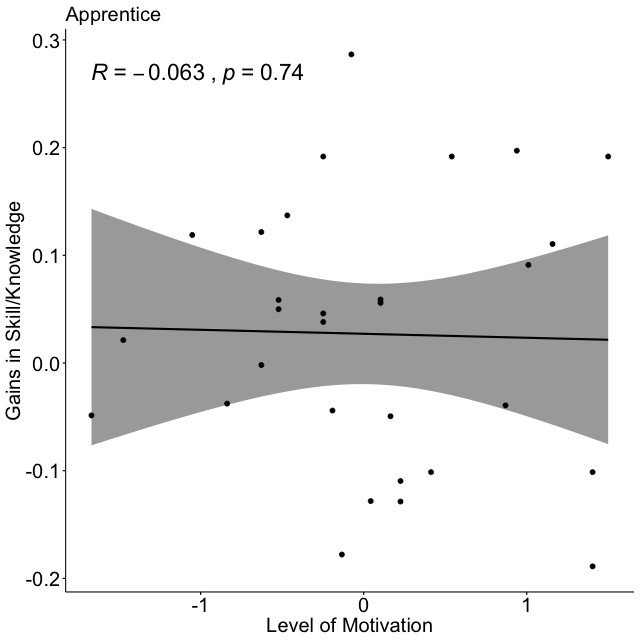 Apprentice
R = −0.063 , p = 0.74
0.3
0.2
0.1
0.0
-0.1
-0.2
Gains in Skill/Knowledge
-1
0
1
Level of Motivation